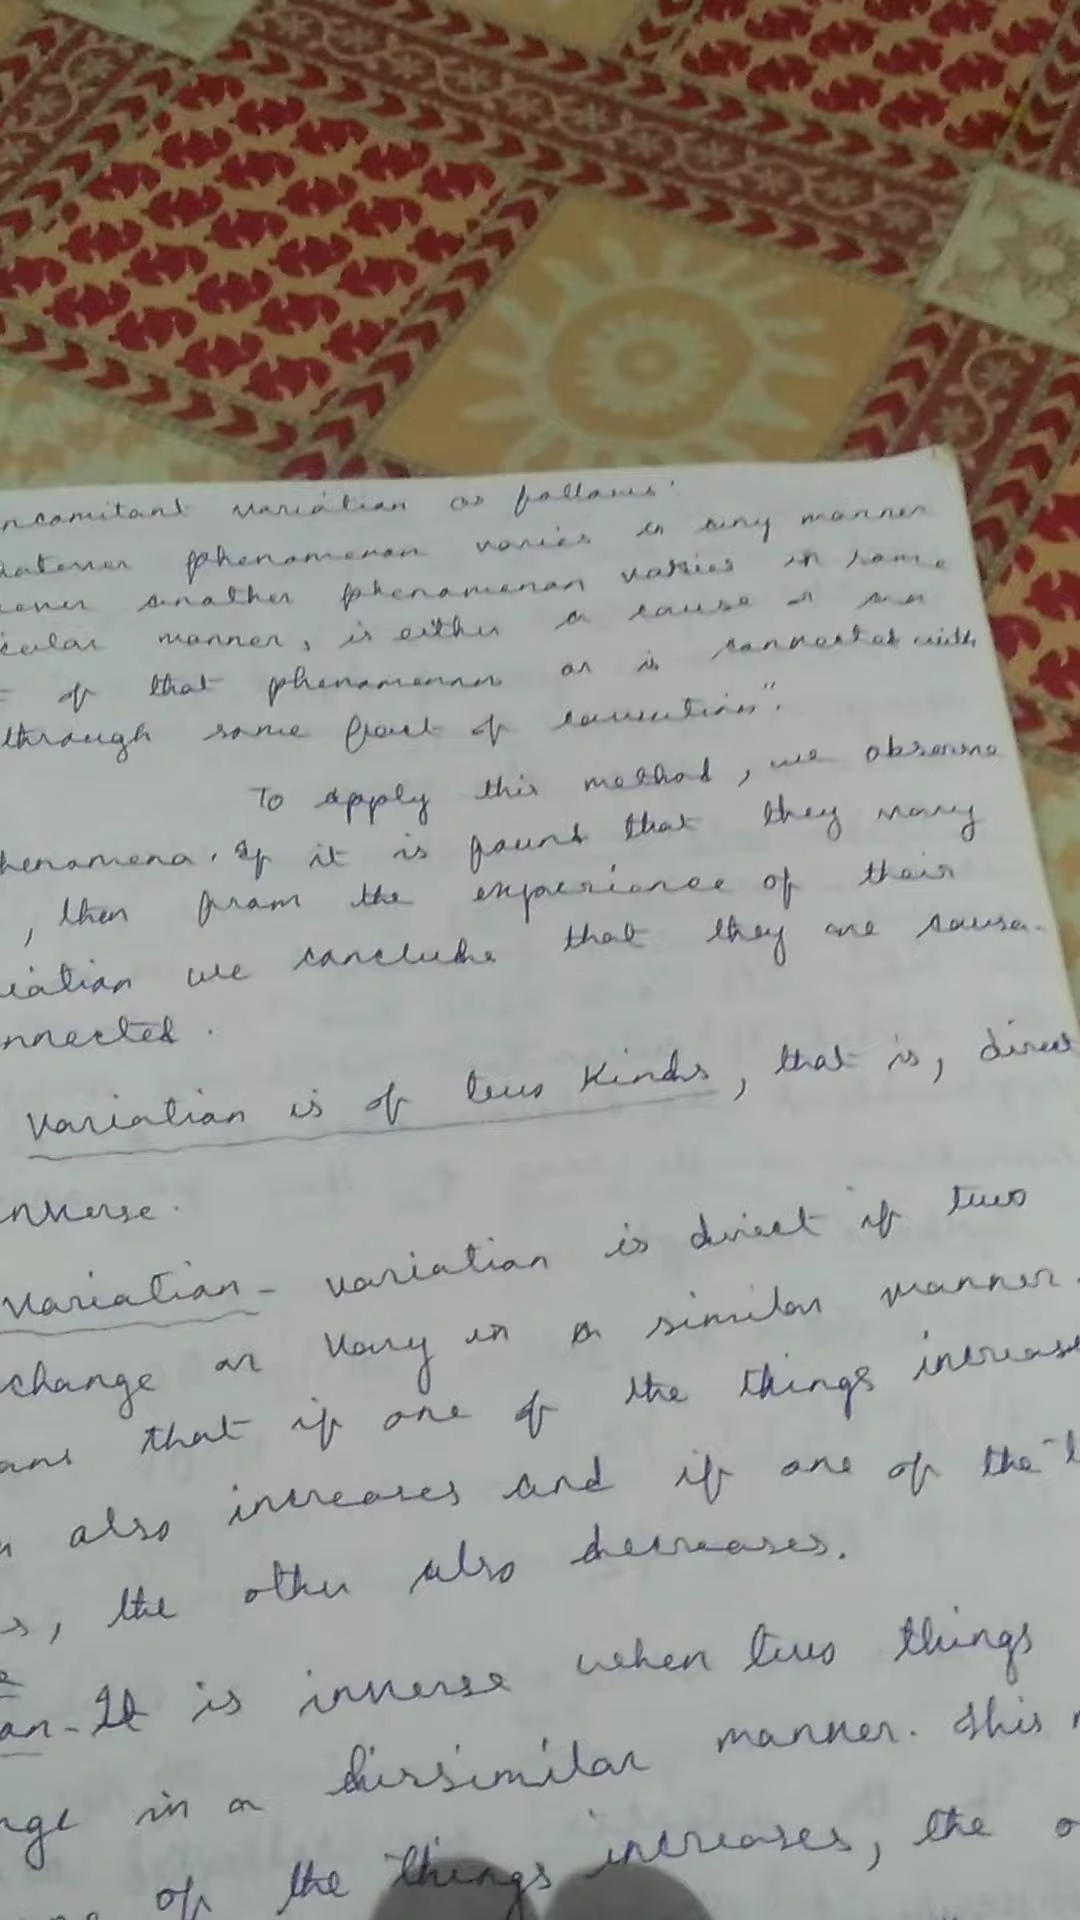 ncomitant variation as follows:
hatever phenomenon varies in any manner
ever another phenomenon varies in some
icular manner, is either a cause or an
of that phenomenon or is connected with
through some fact of causation".
To apply this method, we observe
henomena. If it is found that they vary
, then from the experience of their
iation we conclude that they are causa-
nnected.
Variation is of two Kinds, that is, direct
inverse.
Variation - variation is direct if two
change or vary in a similar manner.
ans that if one of the things increase
also increases and if one of the t
s, the other also decreases.
an - It is inverse when two things
nge in a dissimilar manner. This m
of the things increases, the o